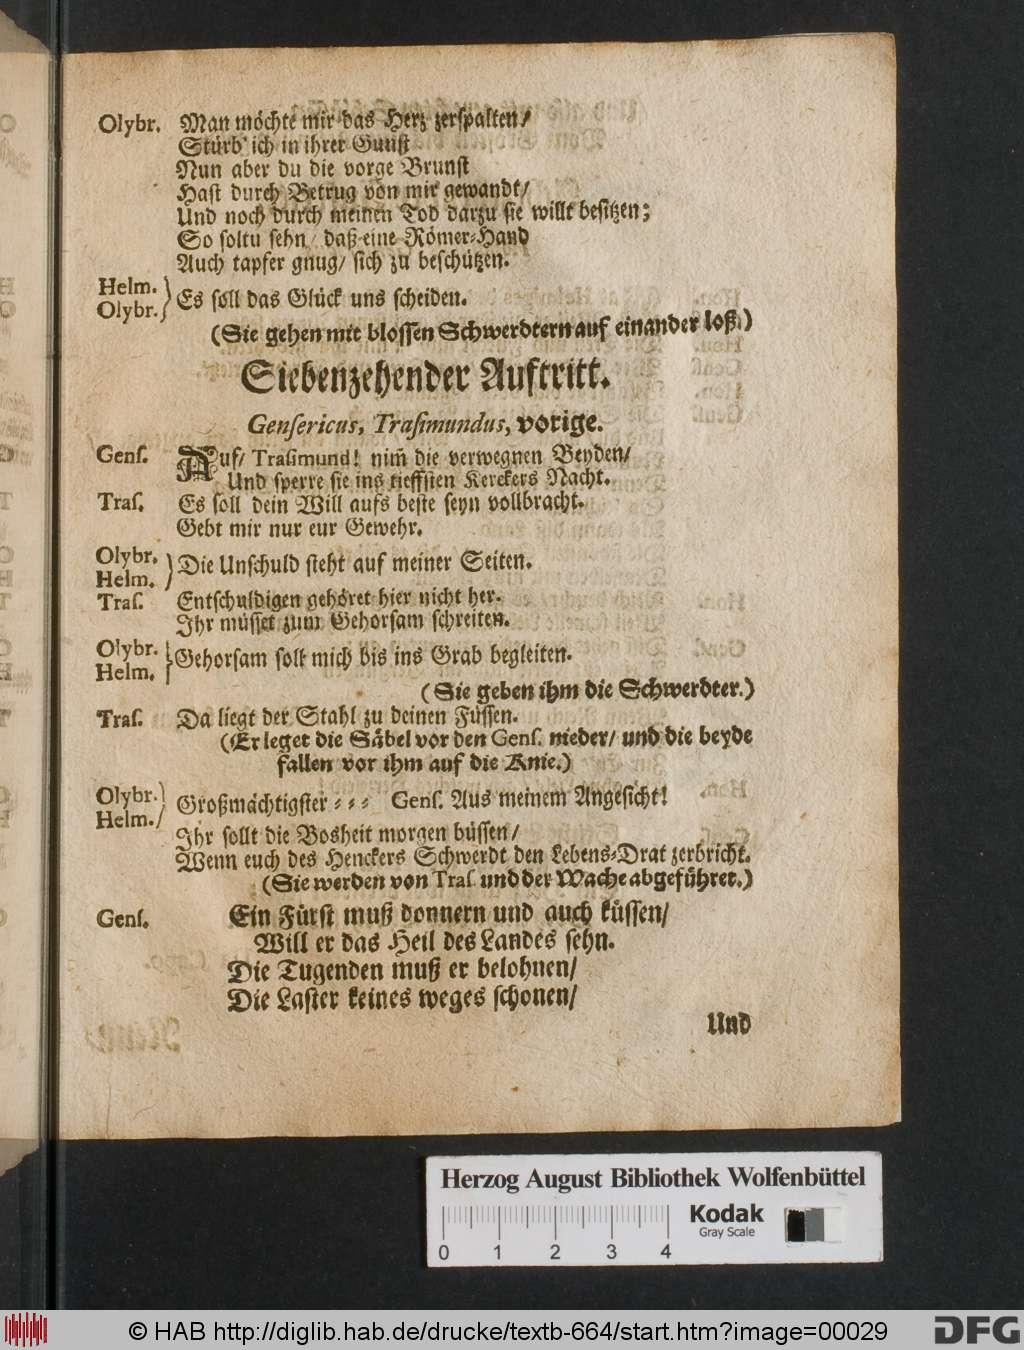 Olybr. Man möchte mir das Herz zerspalten/
Stürb' ich in ihrer Gunst
Nun aber du die vorge Brunst
Hast durch Betrug von mir gewandt/
Und noch durch meinen Tod darzu sie willt besitzen;
So soltu sehn/ daß eine Römer-Hand
Auch tapfer gnug/ sich zu beschützen.
Helm.
Olybr. } Es soll das Glück uns scheiden.
(Sie gehen mit blossen Schwerdtern auf einander loß.)
Siebenzehender Auftritt.
Gensericus, Trasimundus, vorige.
Gens. Auf/ Trasimund! nim̃ die verwegnen Beyden/
Und sperre sie ins tieffsten Kerckers Nacht.
Tras. Es soll dein Will aufs beste seyn vollbracht.
Gebt mir nur eur Gewehr.
Olybr.
Helm. } Die Unschuld steht auf meiner Seiten.
Tras. Entschuldigen gehöret hier nicht her.
Ihr müsset zum Gehorsam schreiten.
Olybr.
Helm. } Gehorsam soll mich bis ins Grab begleiten.
(Sie geben ihm die Schwerdter.)
Tras. Da liegt der Stahl zu deinen Füssen.
(Er leget die Säbel vor den Gens. nieder/ und die beyde
fallen vor ihm auf die Knie.)
Olybr.
Helm. } Großmächtigster - - - Gens. Aus meinem Angesicht!
Ihr sollt die Bosheit morgen büssen/
Wenn euch des Henckers Schwerdt den Lebens-Drat zerbricht.
(Sie werden von Tras. und der Wache abgeführet.)
Gens. Ein Fürst muß donnern und auch küssen/
Will er das Heil des Landes sehn.
Die Tugenden muß er belohnen/
Die Laster keines weges schonen/
Und
Herzog August Bibliothek Wolfenbüttel
0 1 2 3 4
Kodak
Gray Scale
© HAB http://diglib.hab.de/drucke/textb-664/start.htm?image=00029
DFG